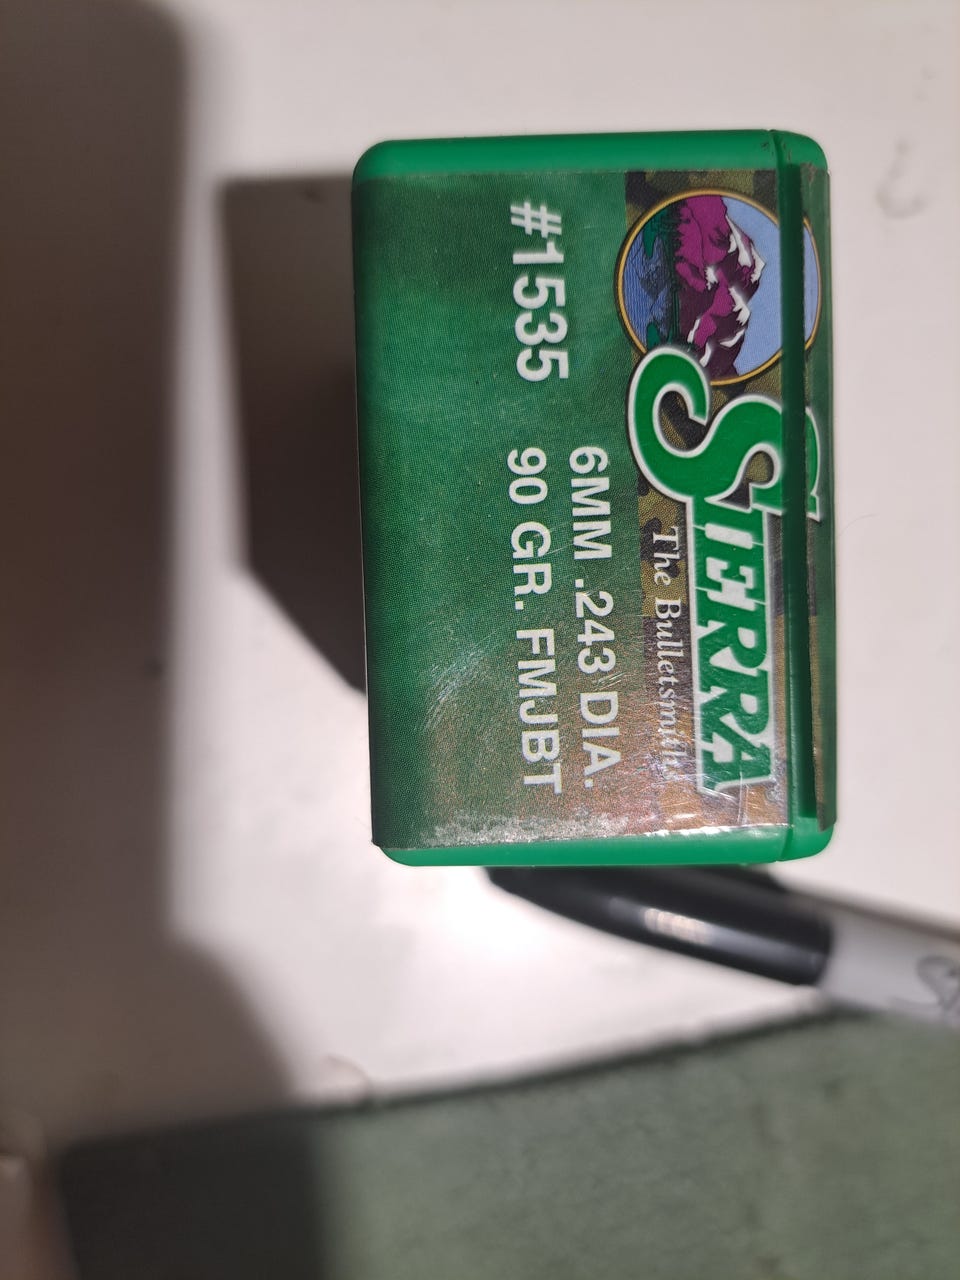 SIERRA
The Bulletsmiths
6MM .243 DIA.
#1535 90 GR. FMJBT